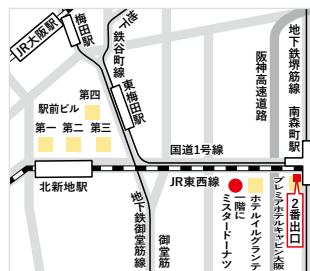 JR大阪駅
梅田駅
地下鉄谷町線
東梅田駅
阪神高速道路
地下鉄堺筋線
南森町駅
第四
駅前ビル
第一
第二
第三
国道1号線
北新地駅
JR東西線
地下鉄御堂筋線
御堂筋
一階に
ミスタードーナツ
ホテルイルグランデ
プレミアホテルキャビン大阪
2番出口